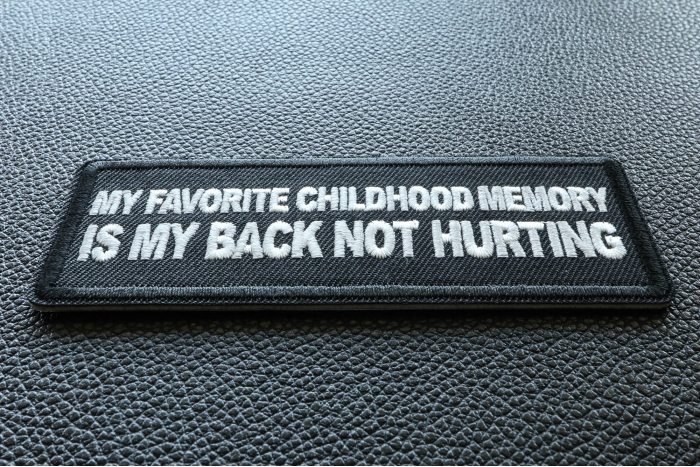 MY FAVORITE CHILDHOOD MEMORY
IS MY BACK NOT HURTING